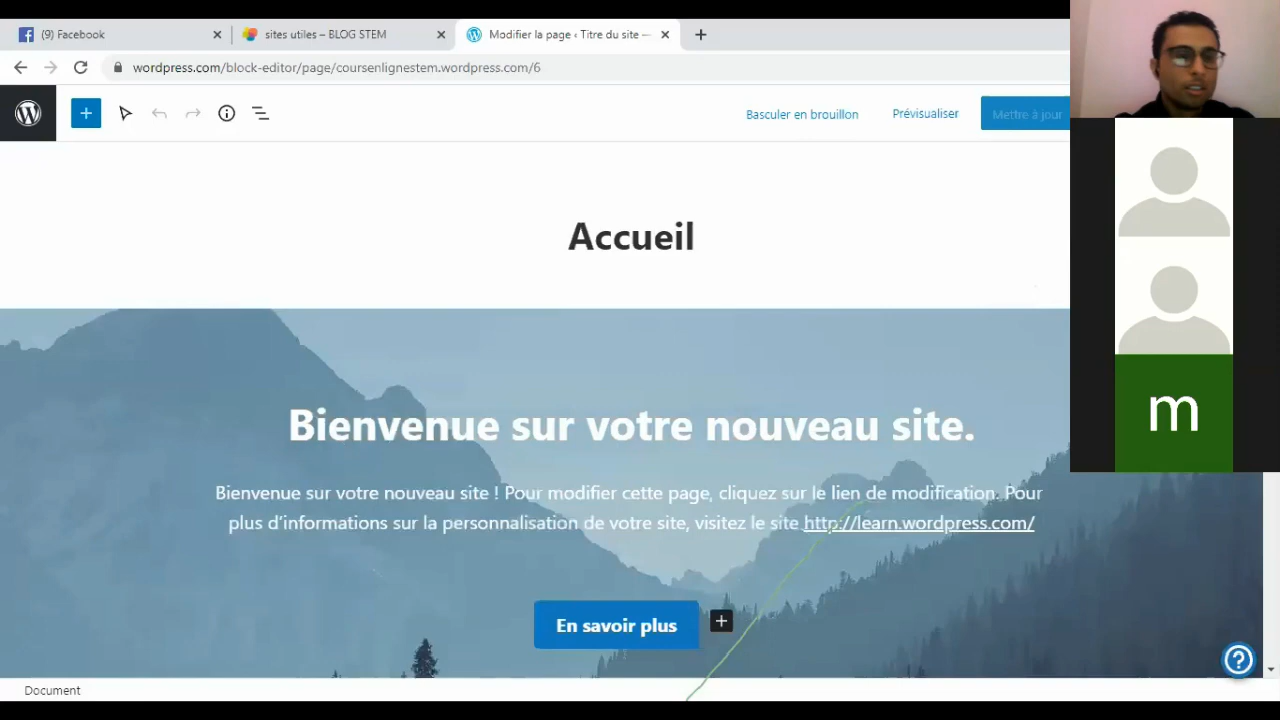 (9) Facebook
sites utiles – BLOG STEM
Modifier la page ‹ Titre du site —
wordpress.com/block-editor/page/coursenlignestem.wordpress.com/6
Basculer en brouillon
Prévisualiser
Mettre à jour
Accueil
Bienvenue sur votre nouveau site.
Bienvenue sur votre nouveau site ! Pour modifier cette page, cliquez sur le lien de modification. Pour
plus d'informations sur la personnalisation de votre site, visitez le site http://learn.wordpress.com/
En savoir plus
m
Document